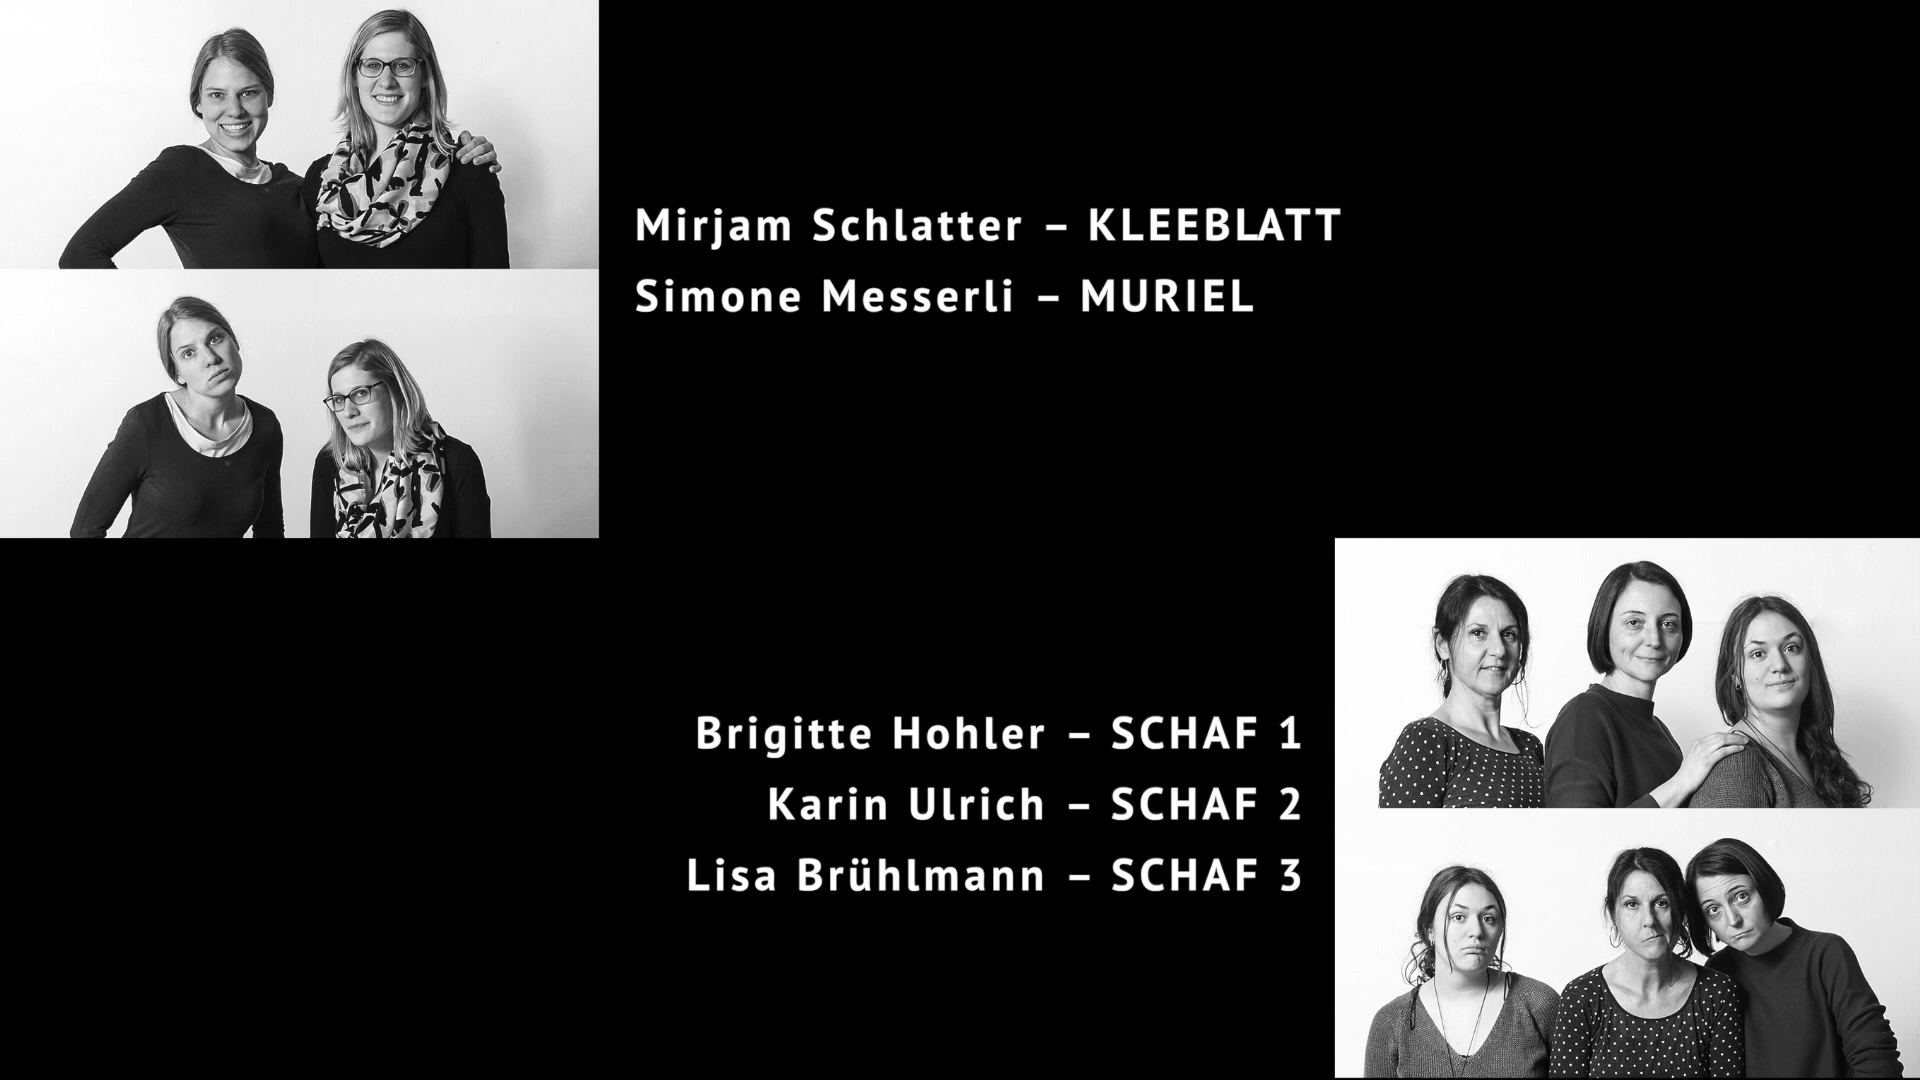 Mirjam Schlatter – KLEEBLATT
Simone Messerli – MURIEL
Brigitte Hohler – SCHAF 1
Karin Ulrich – SCHAF 2
Lisa Brühlmann – SCHAF 3